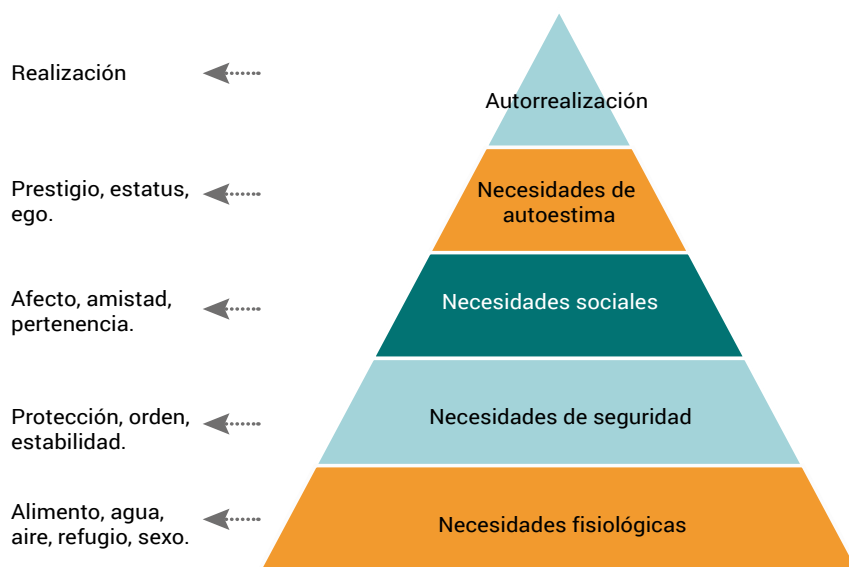 Realización
Autorrealización
Prestigio, estatus,
ego.
Necesidades de
autoestima
Afecto, amistad,
pertenencia.
Necesidades sociales
Protección, orden,
estabilidad.
Necesidades de seguridad
Alimento, agua,
aire, refugio, sexo.
Necesidades fisiológicas